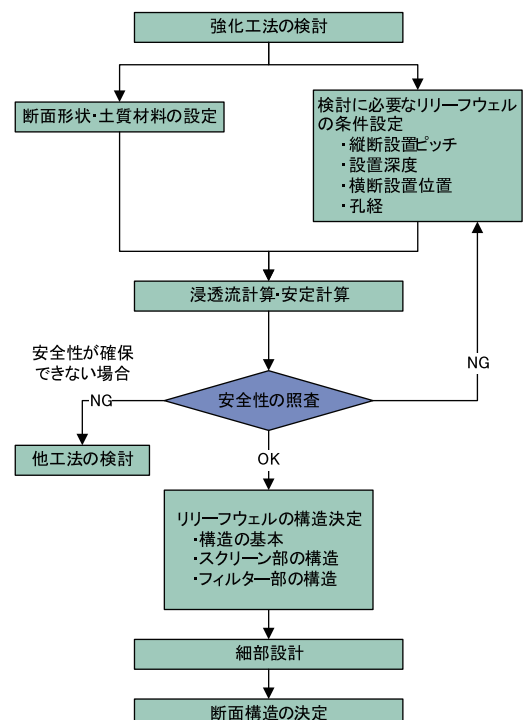 強化工法の検討
断面形状・土質材料の設定
検討に必要なリリーフウェル
の条件設定
・縦断設置ピッチ
・設置深度
・横断設置位置
・孔経
浸透流計算・安定計算
安全性が確保
できない場合
NG
安全性の照査
NG
他工法の検討
OK
リリーフウェルの構造決定
・構造の基本
・スクリーン部の構造
・フィルター部の構造
細部設計
断面構造の決定